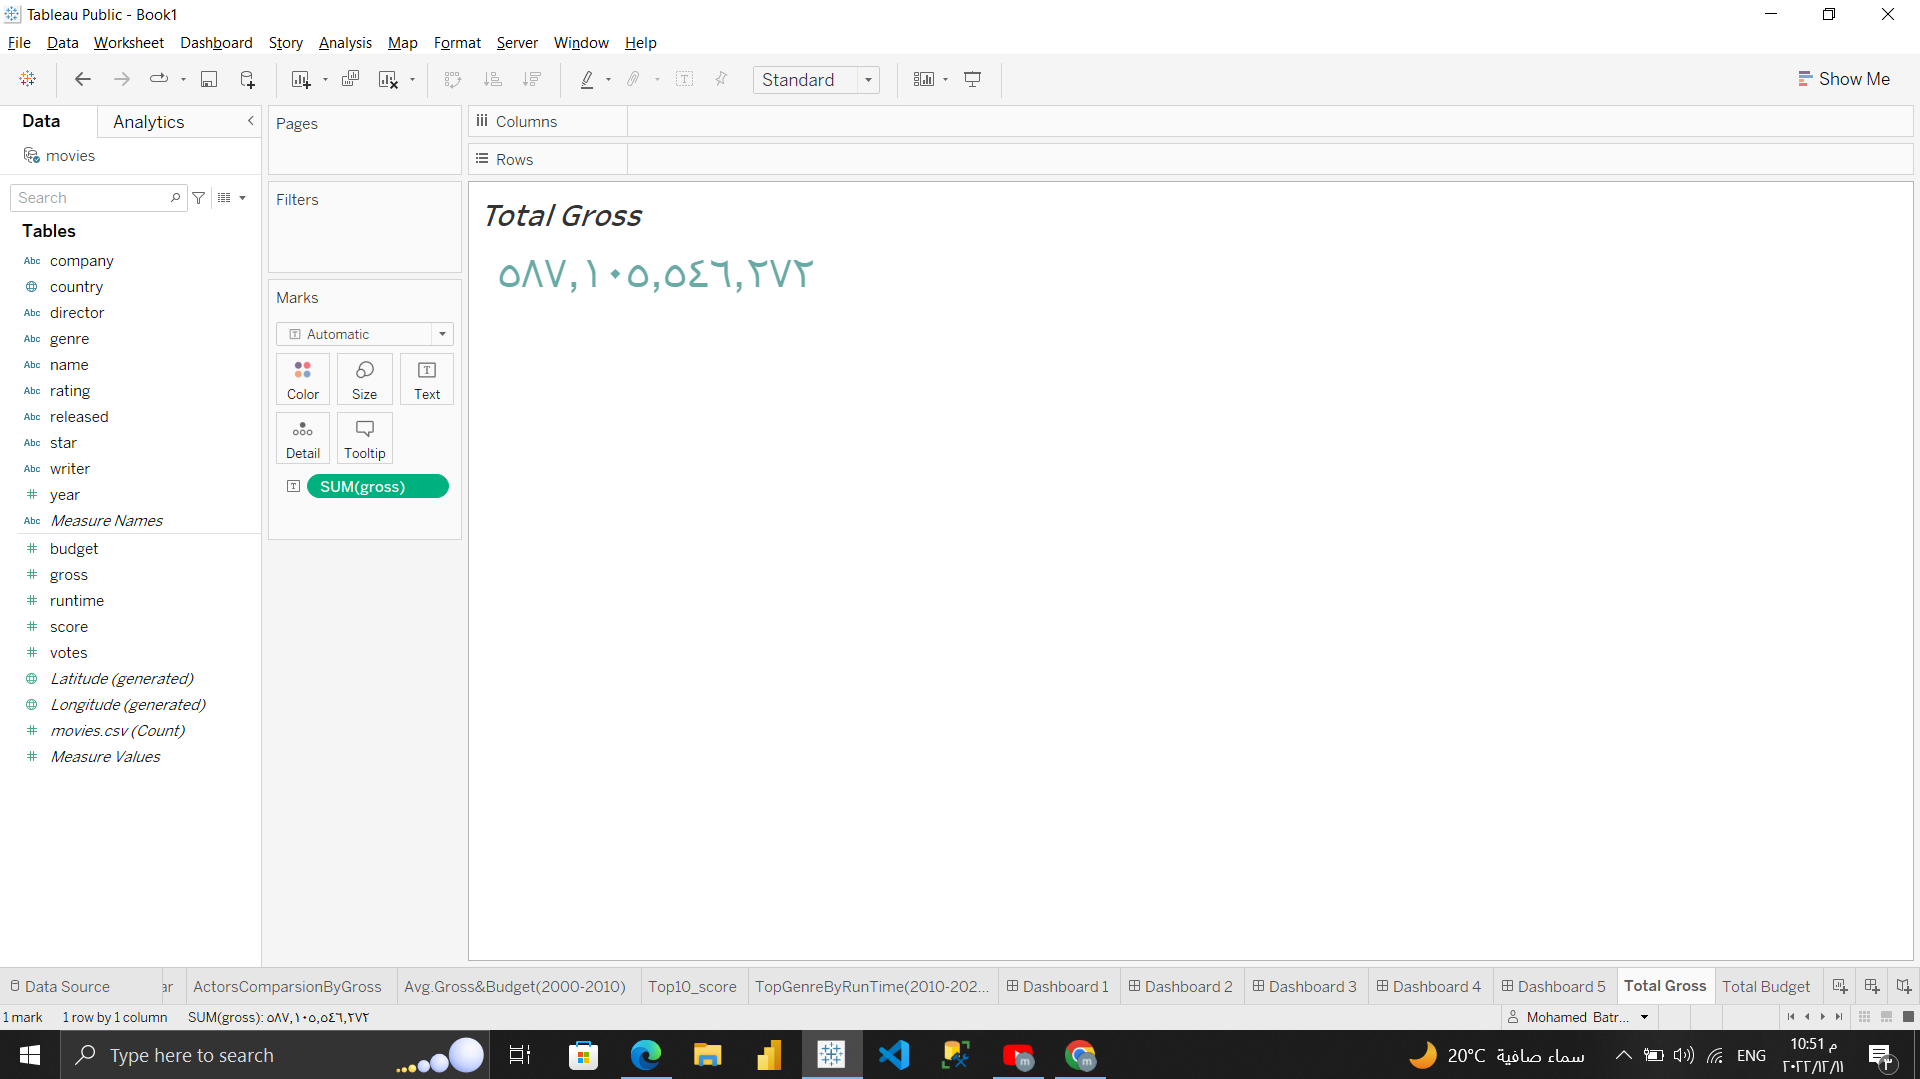 Tableau Public - Book1
File Data Worksheet Dashboard Story Analysis Map Format Server Window Help
Standard
Show Me
Data Analytics
movies
Search
Tables
Abc company
country
Abc director
Abc genre
Abc name
Abc rating
Abc released
Abc star
Abc writer
# year
Abc Measure Names
# budget
# gross
# runtime
# score
# votes
Latitude (generated)
Longitude (generated)
# movies.csv (Count)
# Measure Values
Pages
Filters
Marks
T Automatic
Color Size Text
Detail Tooltip
T SUM(gross)
Columns
Rows
Total Gross
٥٨٧,١٠٥,٥٤٦,٢٧٢
Data Source ar ActorsComparsionByGross Avg.Gross&Budget(2000-2010) Top10_score TopGenreByRunTime(2010-202... Dashboard 1 Dashboard 2 Dashboard 3 Dashboard 4 Dashboard 5 Total Gross Total Budget
1 mark 1 row by 1 column SUM(gross): ٥٨٧,١٠٥,٥٤٦,٢٧٢ Mohamed Batr...
Type here to search
20°C سماء صافية
ENG
10:51 م
٢٠٢٢/١٢/١١
٣